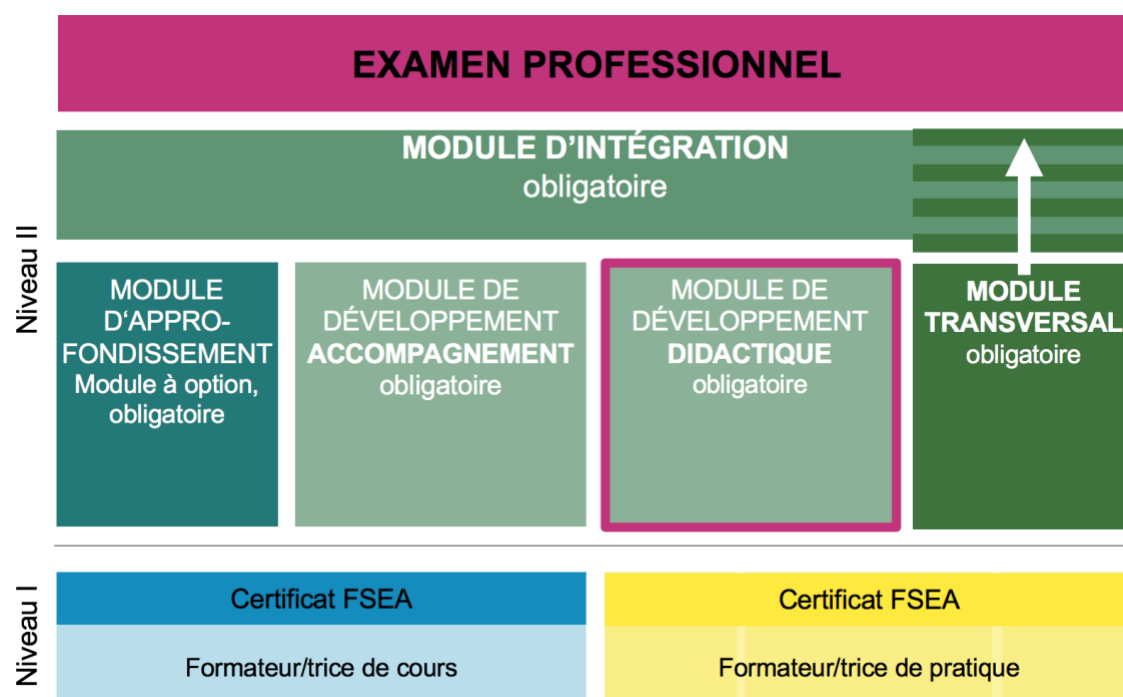 EXAMEN PROFESSIONNEL
MODULE D'INTÉGRATION
obligatoire
Niveau II
MODULE
D‘APPRO-
FONDISSEMENT
Module à option,
obligatoire
MODULE DE
DÉVELOPPEMENT
ACCOMPAGNEMENT
obligatoire
MODULE DE
DÉVELOPPEMENT
DIDACTIQUE
obligatoire
MODULE
TRANSVERSAL
obligatoire
Niveau I
Certificat FSEA
Formateur/trice de cours
Certificat FSEA
Formateur/trice de pratique